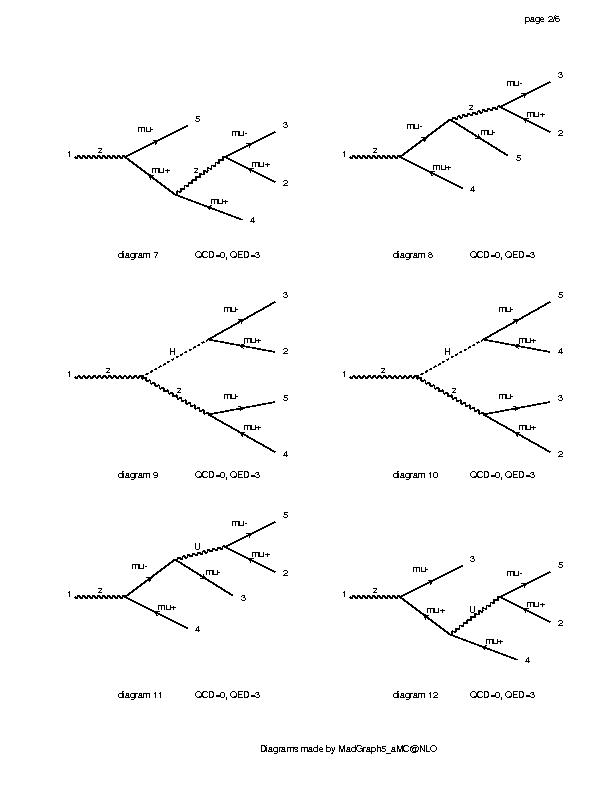 page 2/6
1 z mu- 5 mu+ z mu- 3 mu+ 2 mu+ 4
diagram 7 QCD=0, QED=3
1 z mu- z mu- 3 mu+ 2 mu- 5 mu+ 4
diagram 8 QCD=0, QED=3
1 z H mu- 3 mu+ 2 z mu- 5 mu+ 4
diagram 9 QCD=0, QED=3
1 z H mu- 5 mu+ 4 z mu- 3 mu+ 2
diagram 10 QCD=0, QED=3
1 z mu- U mu- 5 mu+ 2 mu- 3 mu+ 4
diagram 11 QCD=0, QED=3
1 z mu- 3 mu+ U mu- 5 mu+ 2 mu+ 4
diagram 12 QCD=0, QED=3
Diagrams made by MadGraph5_aMC@NLO